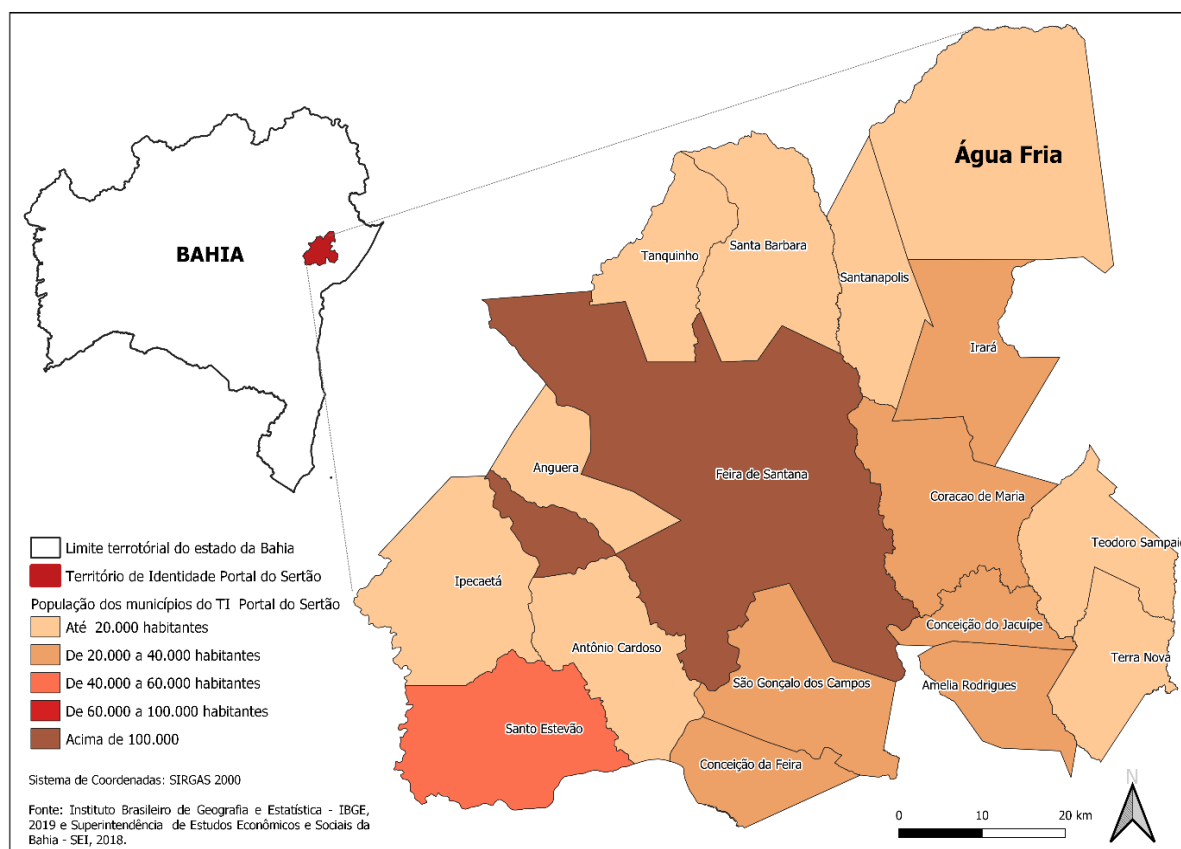 Água Fria
BAHIA
Tanquinho
Santa Barbara
Santanapolis
Irará
Anguera
Feira de Santana
Coracao de Maria
Teodoro Sampaio
Ipecaetá
Conceição do Jacuípe
Antônio Cardoso
Terra Nova
São Gonçalo dos Campos
Amelia Rodrigues
Santo Estevão
Conceição da Feira
Limite terrotórial do estado da Bahia
Território de Identidade Portal do Sertão
População dos municípios do TI Portal do Sertão
Até 20.000 habitantes
De 20.000 a 40.000 habitantes
De 40.000 a 60.000 habitantes
De 60.000 a 100.000 habitantes
Acima de 100.000
Sistema de Coordenadas: SIRGAS 2000
Fonte: Instituto Brasileiro de Geografia e Estatística - IBGE,
2019 e Superintendência de Estudos Econômicos e Sociais da
Bahia - SEI, 2018.
0 10 20 km
N